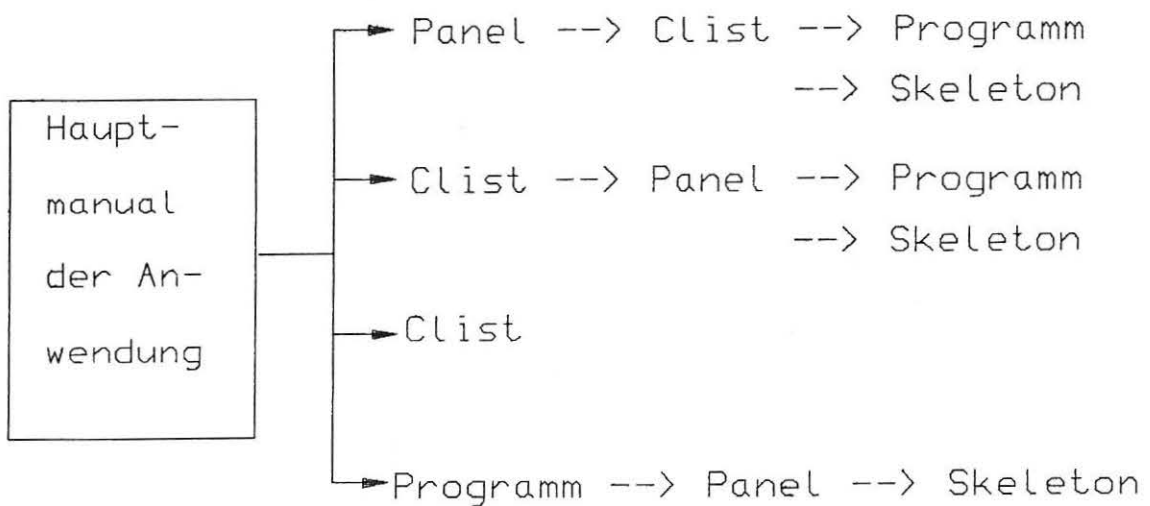 Haupt-
manual
der An-
wendung
Panel --> Clist --> Programm
--> Skeleton
Clist --> Panel --> Programm
--> Skeleton
Clist
Programm --> Panel --> Skeleton